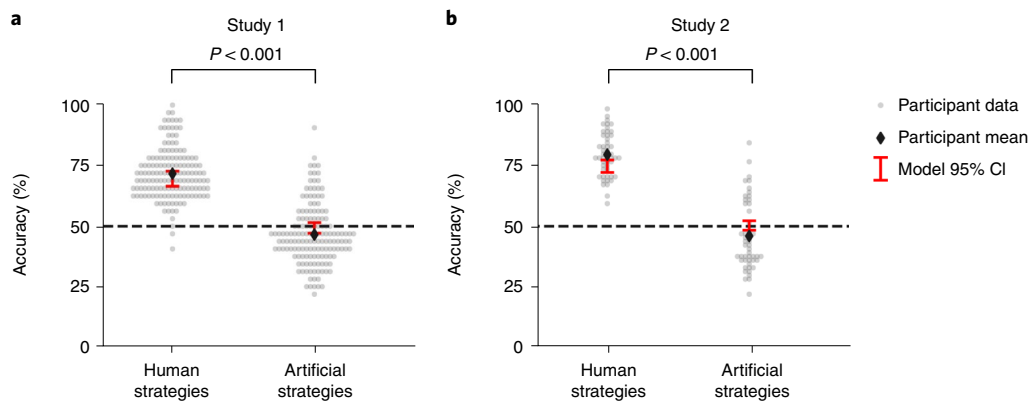 a
Study 1
P < 0.001
100
75
50
25
0
Accuracy (%)
Human
strategies
Artificial
strategies
b
Study 2
P < 0.001
100
75
50
25
0
Accuracy (%)
Human
strategies
Artificial
strategies
Participant data
Participant mean
Model 95% CI